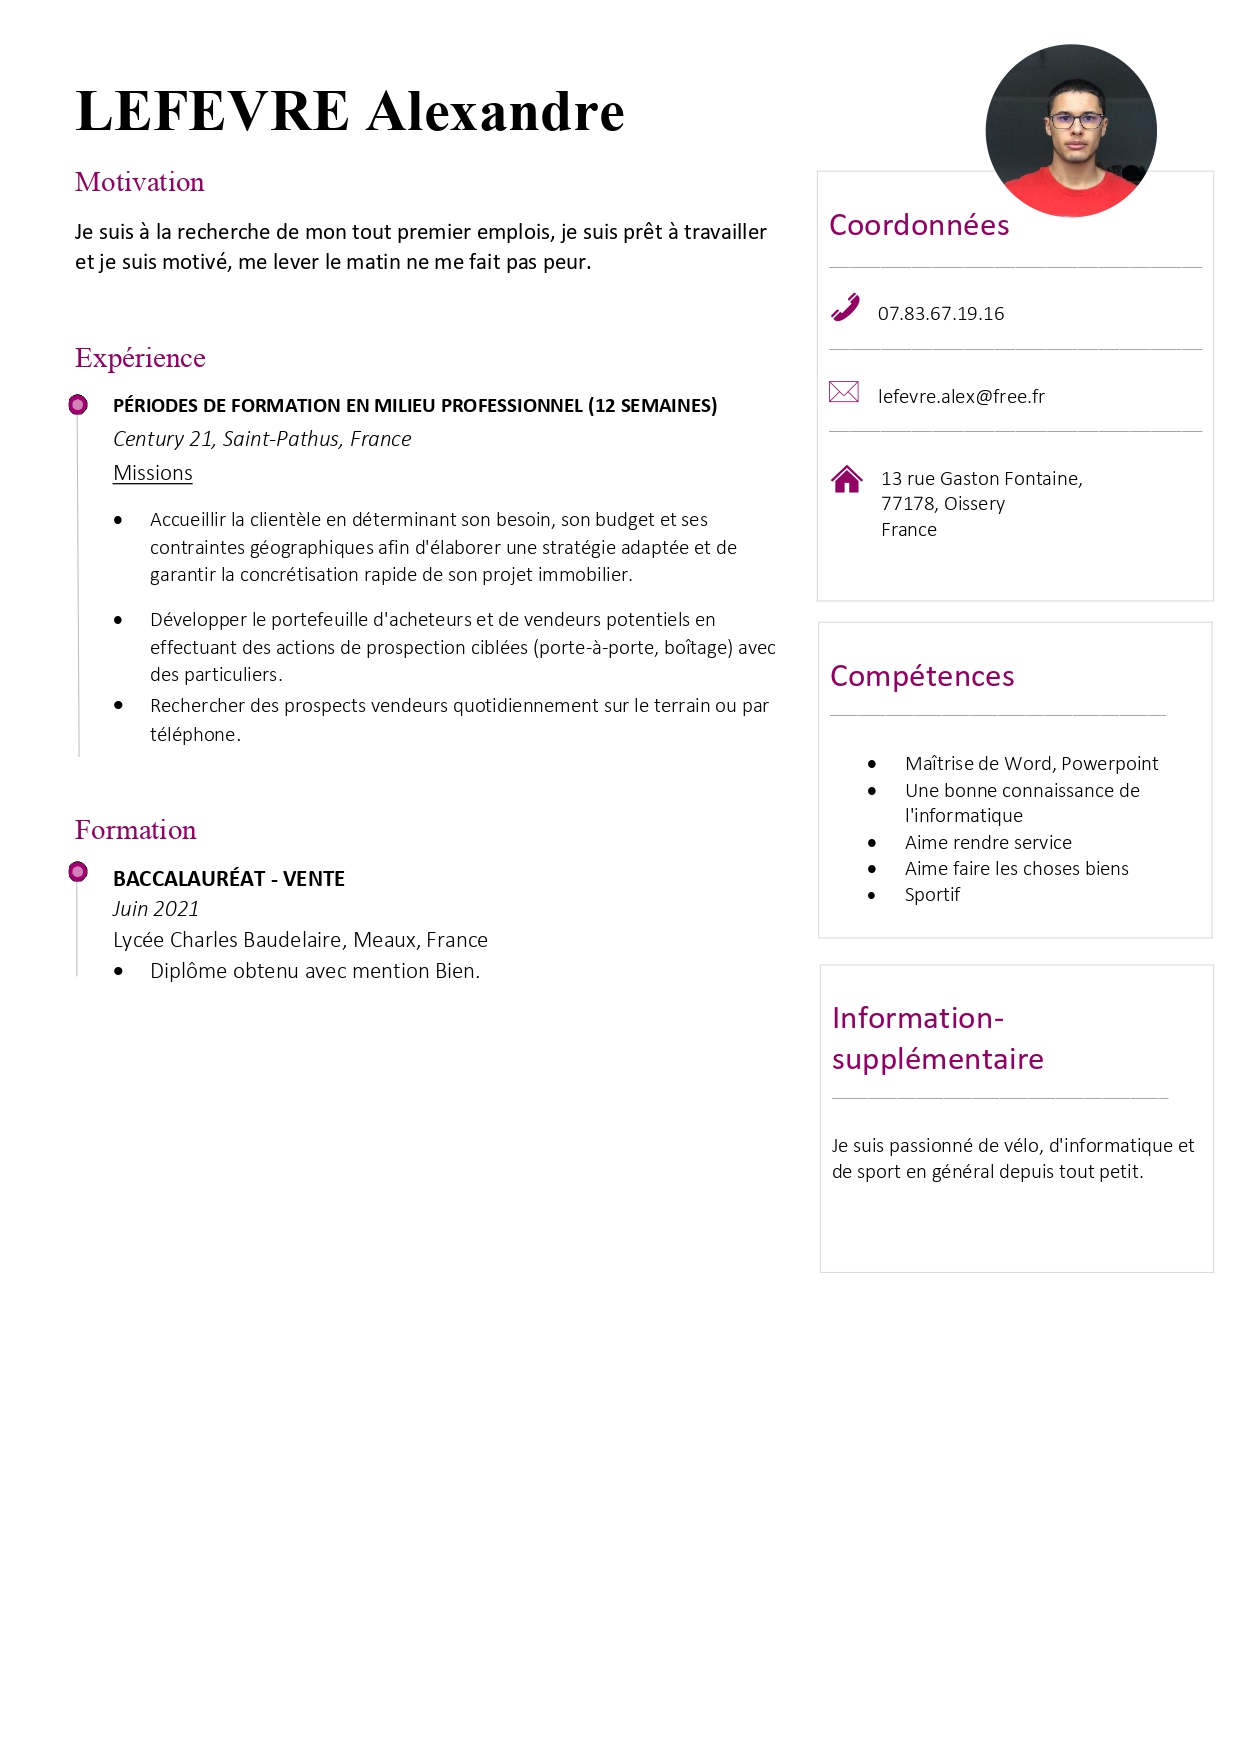 LEFEVRE Alexandre
Motivation
Je suis à la recherche de mon tout premier emplois, je suis prêt à travailler
et je suis motivé, me lever le matin ne me fait pas peur.
Expérience
PÉRIODES DE FORMATION EN MILIEU PROFESSIONNEL (12 SEMAINES)
Century 21, Saint-Pathus, France
Missions
• Accueillir la clientèle en déterminant son besoin, son budget et ses
contraintes géographiques afin d'élaborer une stratégie adaptée et de
garantir la concrétisation rapide de son projet immobilier.
• Développer le portefeuille d'acheteurs et de vendeurs potentiels en
effectuant des actions de prospection ciblées (porte-à-porte, boîtage) avec
des particuliers.
• Rechercher des prospects vendeurs quotidiennement sur le terrain ou par
téléphone.
Formation
BACCALAURÉAT - VENTE
Juin 2021
Lycée Charles Baudelaire, Meaux, France
• Diplôme obtenu avec mention Bien.
Coordonnées
07.83.67.19.16
lefevre.alex@free.fr
13 rue Gaston Fontaine,
77178, Oissery
France
Compétences
• Maîtrise de Word, Powerpoint
• Une bonne connaissance de
l'informatique
• Aime rendre service
• Aime faire les choses biens
• Sportif
Information-
supplémentaire
Je suis passionné de vélo, d'informatique et
de sport en général depuis tout petit.